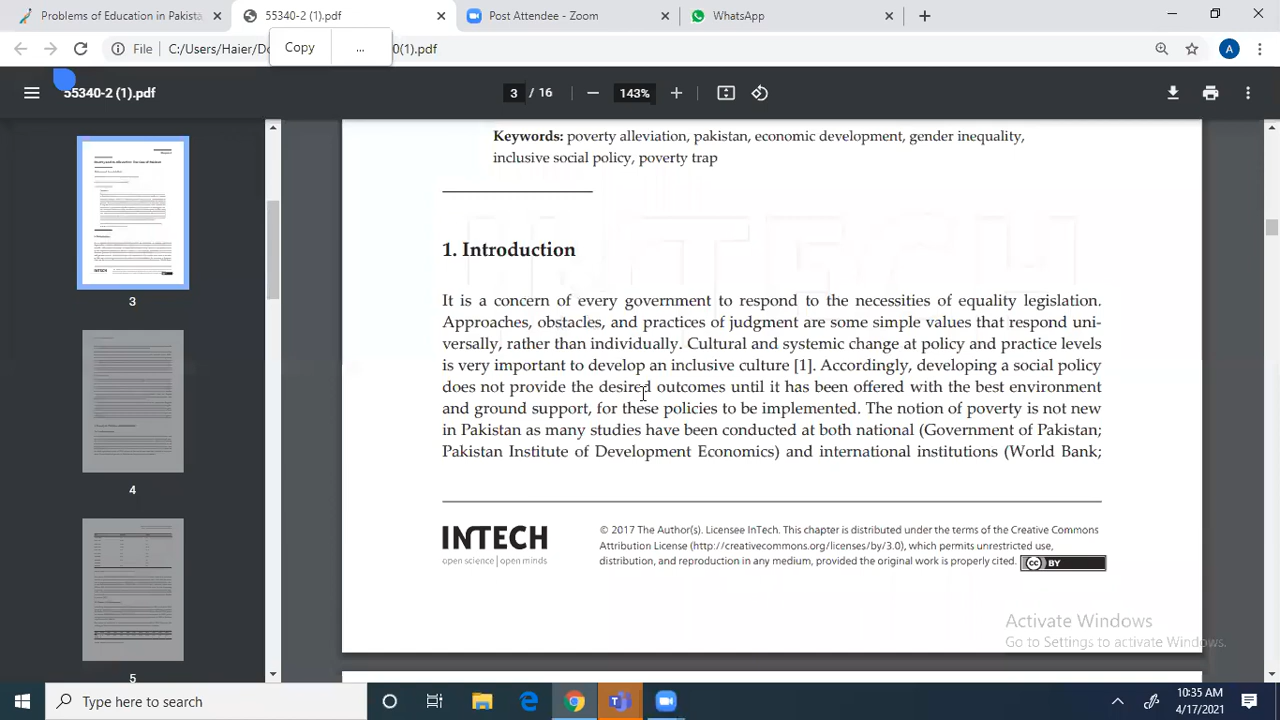 Problems of Education in Pakista
55340-2 (1).pdf
Post Attendee - Zoom
WhatsApp
Copy
...
File
C:/Users/Haier/Do
0(1).pdf
A
55340-2 (1).pdf
3 / 16
143%
Keywords: poverty alleviation, pakistan, economic development, gender inequality,
inclusive social policy, poverty trap
1. Introduction
It is a concern of every government to respond to the necessities of equality legislation.
Approaches, obstacles, and practices of judgment are some simple values that respond uni-
versally, rather than individually. Cultural and systemic change at policy and practice levels
is very important to develop an inclusive culture [1]. Accordingly, developing a social policy
does not provide the desired outcomes until it has been offered with the best environment
and ground support, for these policies to be implemented. The notion of poverty is not new
in Pakistan as many studies have been conducted at both national (Government of Pakistan;
Pakistan Institute of Development Economics) and international institutions (World Bank;
INTECH
open science | open minds
© 2017 The Author(s). Licensee InTech. This chapter is distributed under the terms of the Creative Commons
Attribution License (http://creativecommons.org/licenses/by/3.0), which permits unrestricted use,
distribution, and reproduction in any medium, provided the original work is properly cited.
cc BY
3
4
5
Activate Windows
Go to Settings to activate Windows.
Type here to search
10:35 AM
4/17/2021